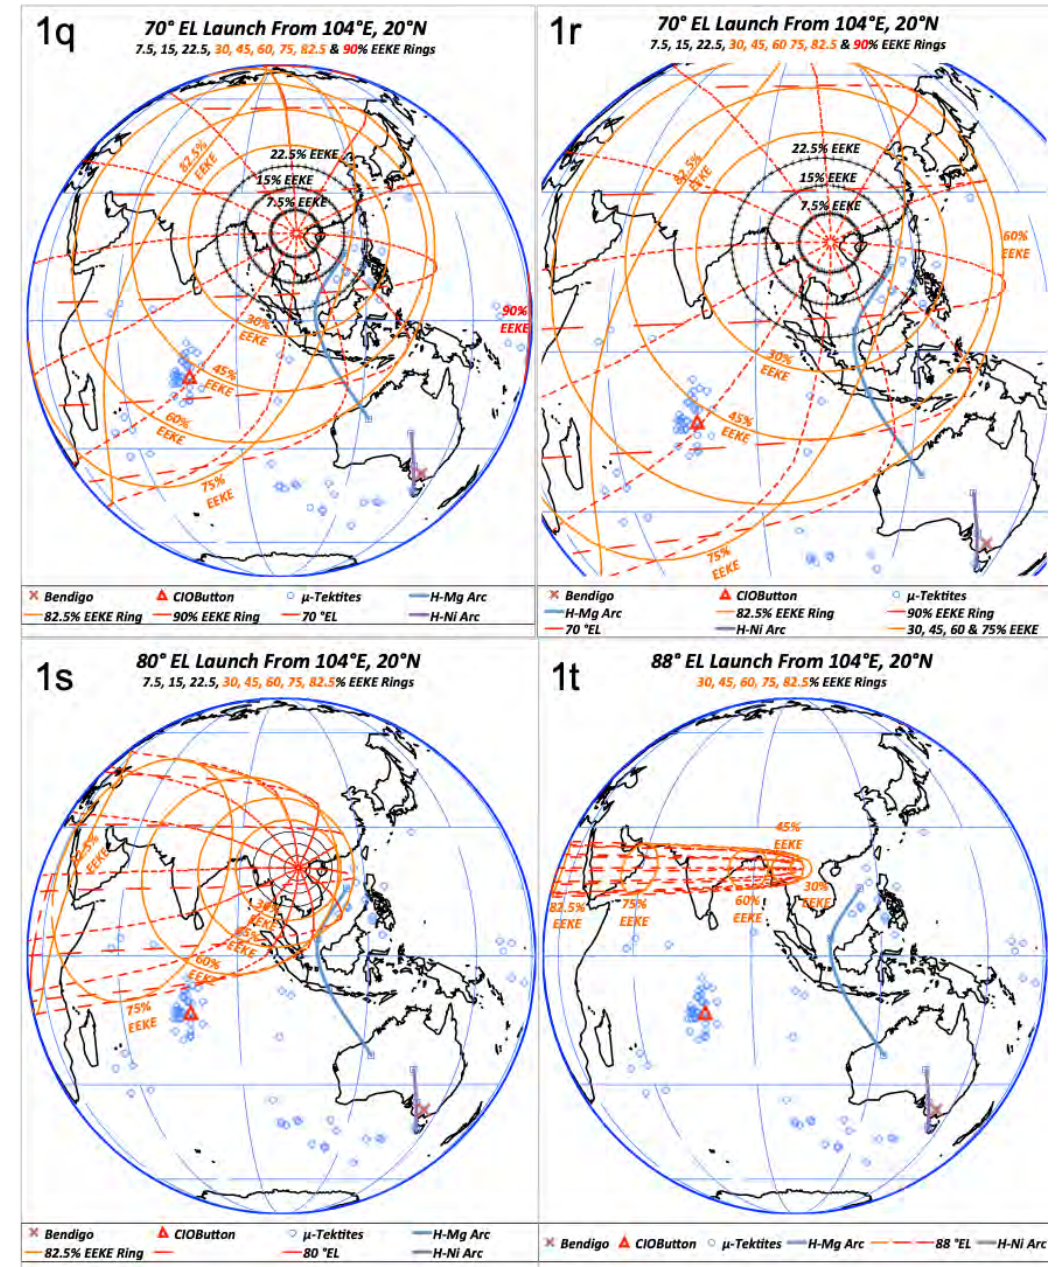 1q
70° EL Launch From 104°E, 20°N
7.5, 15, 22.5, 30, 45, 60, 75, 82.5 & 90% EEKE Rings
82.5%
EEKE
22.5% EEKE
15% EEKE
7.5% EEKE
90%
EEKE
30%
EEKE
45%
EEKE
60%
EEKE
75%
EEKE
Bendigo
CIOButton
μ-Tektites
H-Mg Arc
82.5% EEKE Ring
90% EEKE Ring
70 °EL
H-Ni Arc
1r
70° EL Launch From 104°E, 20°N
7.5, 15, 22.5, 30, 45, 60 75, 82.5 & 90% EEKE Rings
22.5% EEKE
82.5%
EEKE
15% EEKE
7.5% EEKE
60%
EEKE
30%
EEKE
45%
EEKE
75%
EEKE
Bendigo
CIOButton
μ-Tektites
H-Mg Arc
82.5% EEKE Ring
90% EEKE Ring
70 °EL
H-Ni Arc
30, 45, 60 & 75% EEKE
1s
80° EL Launch From 104°E, 20°N
7.5, 15, 22.5, 30, 45, 60, 75, 82.5% EEKE Rings
EEKE
EEKE
EEKE
60%
EEKE
75%
EEKE
Bendigo
CIOButton
μ-Tektites
H-Mg Arc
82.5% EEKE Ring
80 °EL
H-Ni Arc
1t
88° EL Launch From 104°E, 20°N
30, 45, 60, 75, 82.5% EEKE Rings
45%
EEKE
30%
EEKE
60%
EEKE
75%
EEKE
82.5%
EEKE
Bendigo
CIOButton
μ-Tektites
H-Mg Arc
88 °EL
H-Ni Arc